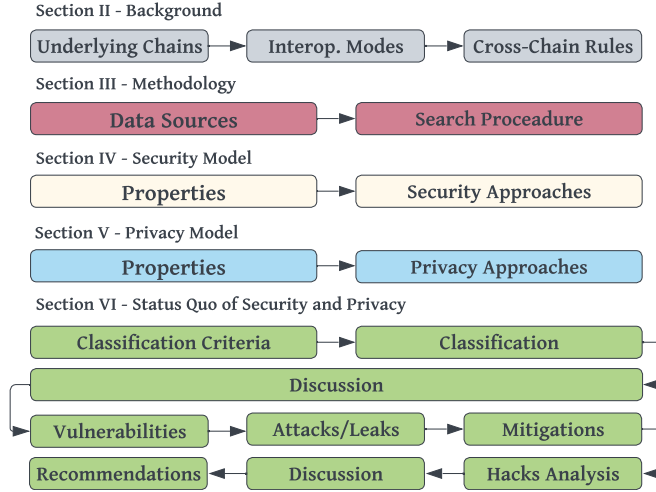 Section II - Background
Underlying Chains
Interop. Modes
Cross-Chain Rules
Section III - Methodology
Data Sources
Search Proceadure
Section IV - Security Model
Properties
Security Approaches
Section V - Privacy Model
Properties
Privacy Approaches
Section VI - Status Quo of Security and Privacy
Classification Criteria
Classification
Discussion
Vulnerabilities
Attacks/Leaks
Mitigations
Recommendations
Discussion
Hacks Analysis